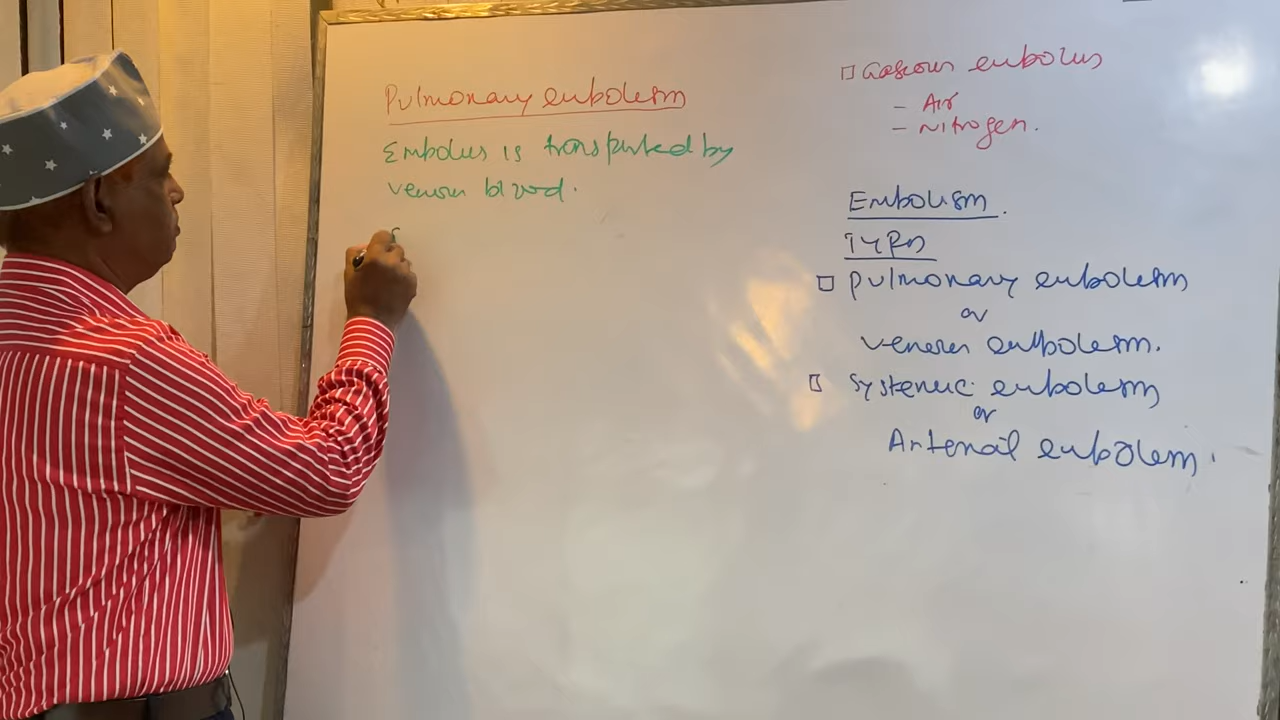 Pulmonary embolism
Embolus is transported by
venous blood.
Gaseous embolus
- Air
- Nitrogen.
Embolism.
Types
Pulmonary embolism
or
venous embolism.
Systemic embolism
or
Arterial embolism.